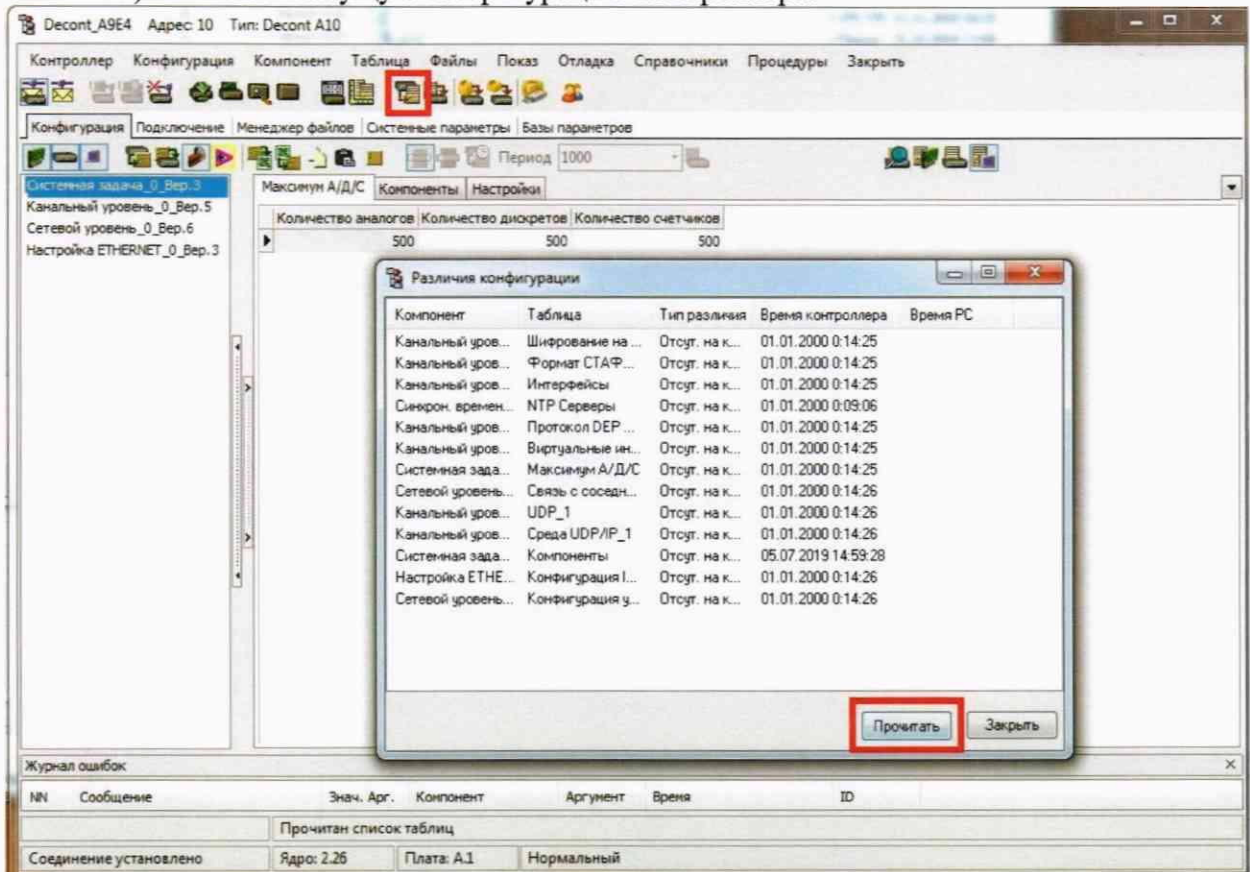 Decont_A9E4 Адрес: 10 Тип: Decont A10
Контроллер Конфигурация Компонент Таблица Файлы Показ Отладка Справочники Процедуры Закрыть
Конфигурация Подключение Менеджер файлов Системные параметры Базы параметров
Период 1000
Системная задача_0_Вер.3
Канальный уровень_0_Вер.5
Сетевой уровень_0_Вер.6
Настройка ETHERNET_0_Вер.3
Максимум А/Д/С Компоненты Настройки
Количество аналогов Количество дискретов Количество счетчиков
500 500 500
Различия конфигурации
Компонент Таблица Тип различия Время контроллера Время PC
Канальный уров... Шифрование на ... Отсут. на к... 01.01.2000 0:14:25
Канальный уров... Формат СТАФ... Отсут. на к... 01.01.2000 0:14:25
Канальный уров... Интерфейсы Отсут. на к... 01.01.2000 0:14:25
Синхрон. времен... NTP Серверы Отсут. на к... 01.01.2000 0:09:06
Канальный уров... Протокол DEP ... Отсут. на к... 01.01.2000 0:14:25
Канальный уров... Виртуальные ин... Отсут. на к... 01.01.2000 0:14:25
Системная зада... Максимум А/Д/С Отсут. на к... 01.01.2000 0:14:25
Сетевой уровень... Связь с соседн... Отсут. на к... 01.01.2000 0:14:26
Канальный уров... UDP_1 Отсут. на к... 01.01.2000 0:14:26
Канальный уров... Среда UDP/IP_1 Отсут. на к... 01.01.2000 0:14:26
Системная зада... Компоненты Отсут. на к... 05.07.2019 14:59:28
Настройка ETHE... Конфигурация I... Отсут. на к... 01.01.2000 0:14:26
Сетевой уровень... Конфигурация у... Отсут. на к... 01.01.2000 0:14:26
Прочитать Закрыть
Журнал ошибок
NN Сообщение Знач. Арг. Компонент Аргумент Время ID
Прочитан список таблиц
Соединение установлено Ядро: 2.26 Плата: A.1 Нормальный